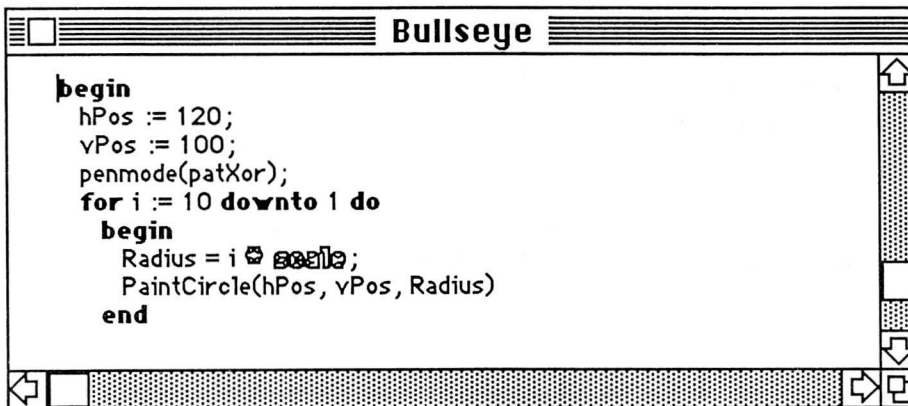 Bullseye
begin
hPos := 120;
vPos := 100;
penmode(patXor);
for i := 10 downto 1 do
begin
Radius = i * scale;
PaintCircle(hPos, vPos, Radius)
end